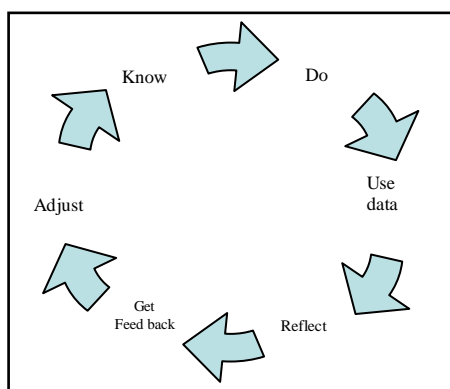 Know
Do
Use
data
Reflect
Get
Feed back
Adjust